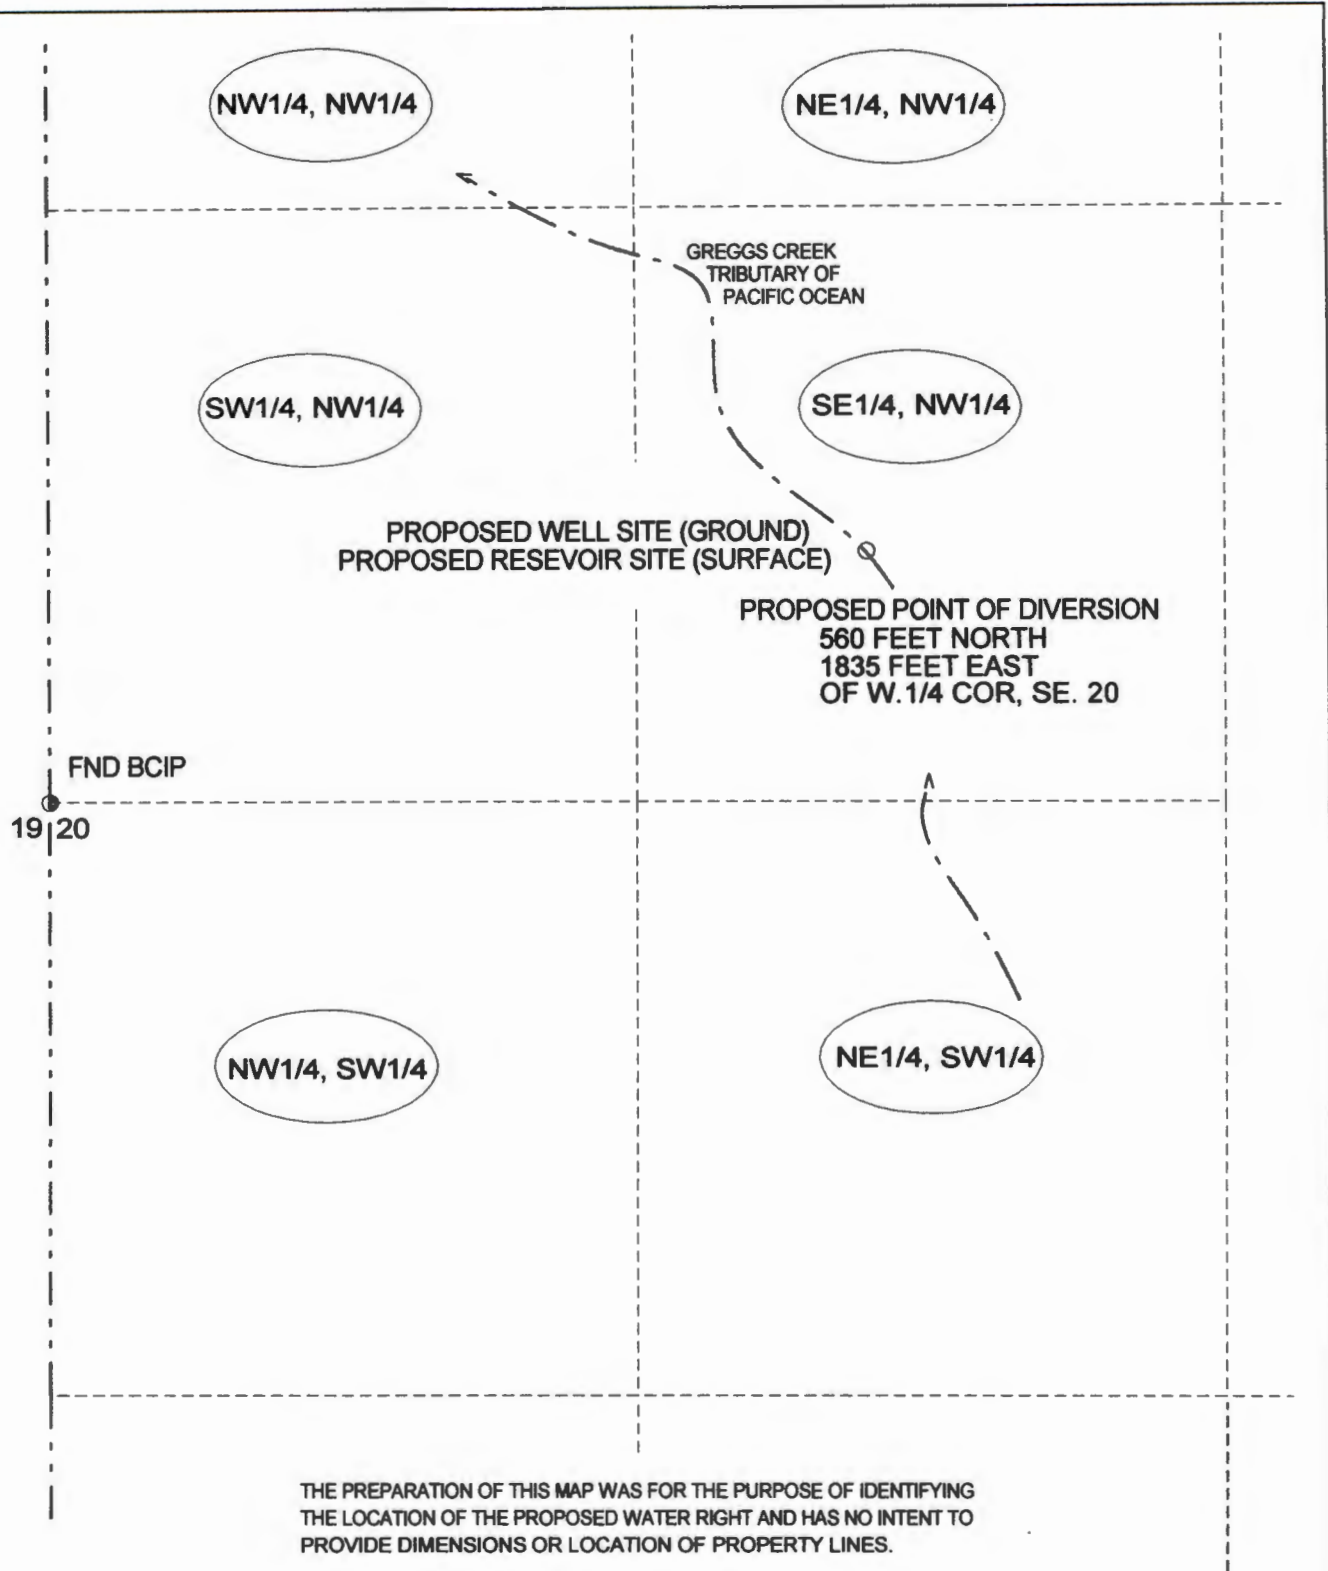 NW1/4, NW1/4
NE1/4, NW1/4
GREGGS CREEK
TRIBUTARY OF
PACIFIC OCEAN
SW1/4, NW1/4
SE1/4, NW1/4
PROPOSED WELL SITE (GROUND)
PROPOSED RESEVOIR SITE (SURFACE)
PROPOSED POINT OF DIVERSION
560 FEET NORTH
1835 FEET EAST
OF W.1/4 COR, SE. 20
FND BCIP
19 20
NW1/4, SW1/4
NE1/4, SW1/4
THE PREPARATION OF THIS MAP WAS FOR THE PURPOSE OF IDENTIFYING
THE LOCATION OF THE PROPOSED WATER RIGHT AND HAS NO INTENT TO
PROVIDE DIMENSIONS OR LOCATION OF PROPERTY LINES.